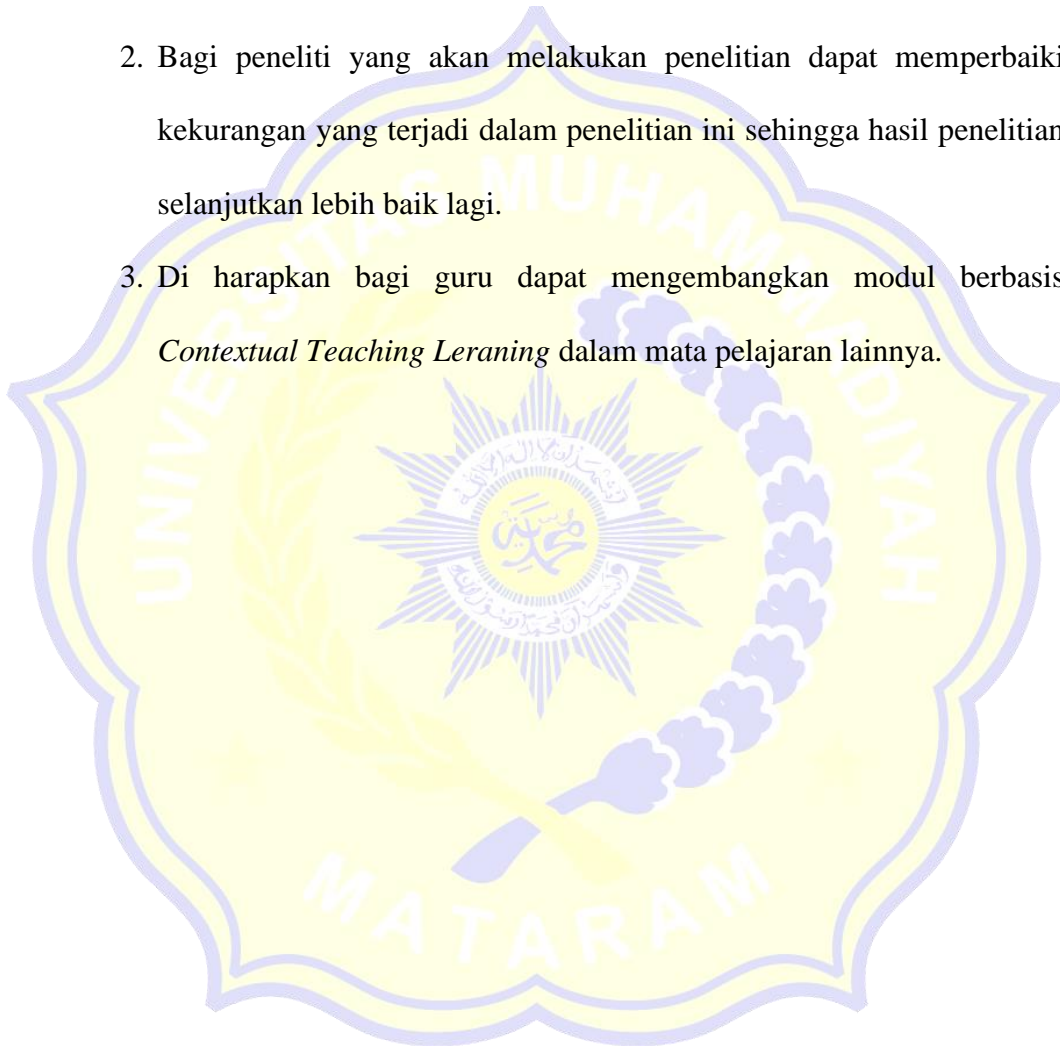 2. Bagi peneliti yang akan melakukan penelitian dapat memperbaiki
kekurangan yang terjadi dalam penelitian ini sehingga hasil penelitian
selanjutkan lebih baik lagi.
3. Di harapkan bagi guru dapat mengembangkan modul berbasis
Contextual Teaching Leraning dalam mata pelajaran lainnya.
UNIVERSITAS MUHAMMADIYAH
MATARAM